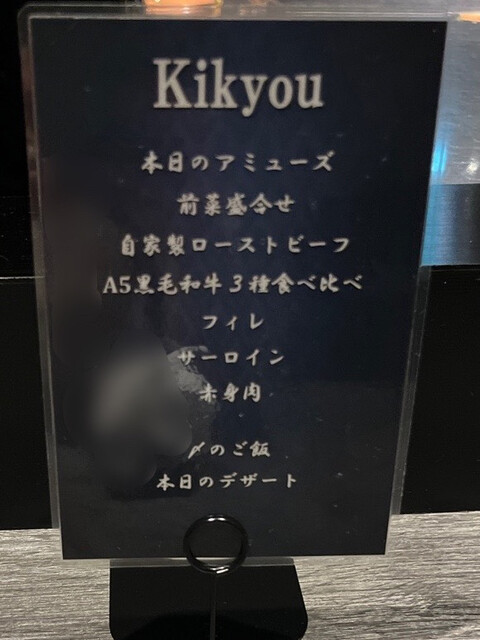 Kikyou
本日のアミューズ
前菜盛合せ
自家製ローストビーフ
A5黒毛和牛３種食べ比べ
フィレ
サーロイン
赤身肉
〆のご飯
本日のデザート